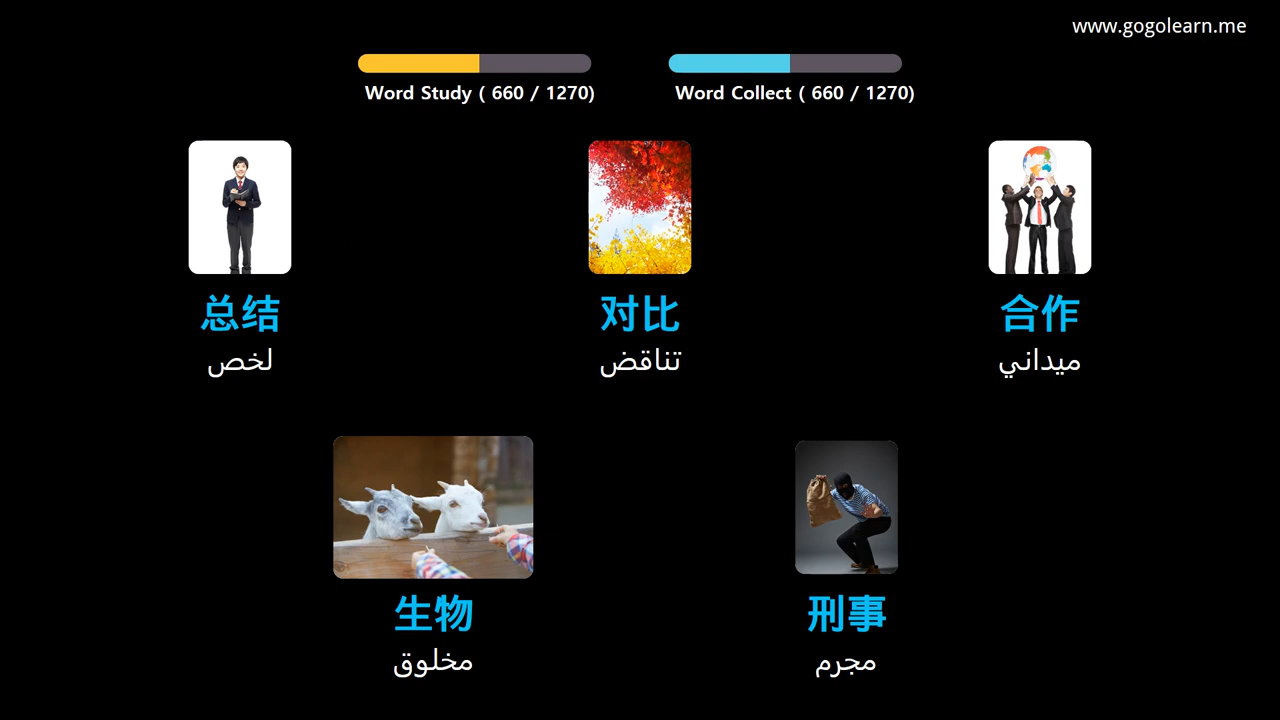 www.gogolearn.me
Word Study ( 660 / 1270)
Word Collect ( 660 / 1270)
总结
对比
合作
لخص
تناقض
ميداني
生物
刑事
مخلوق
مجرم